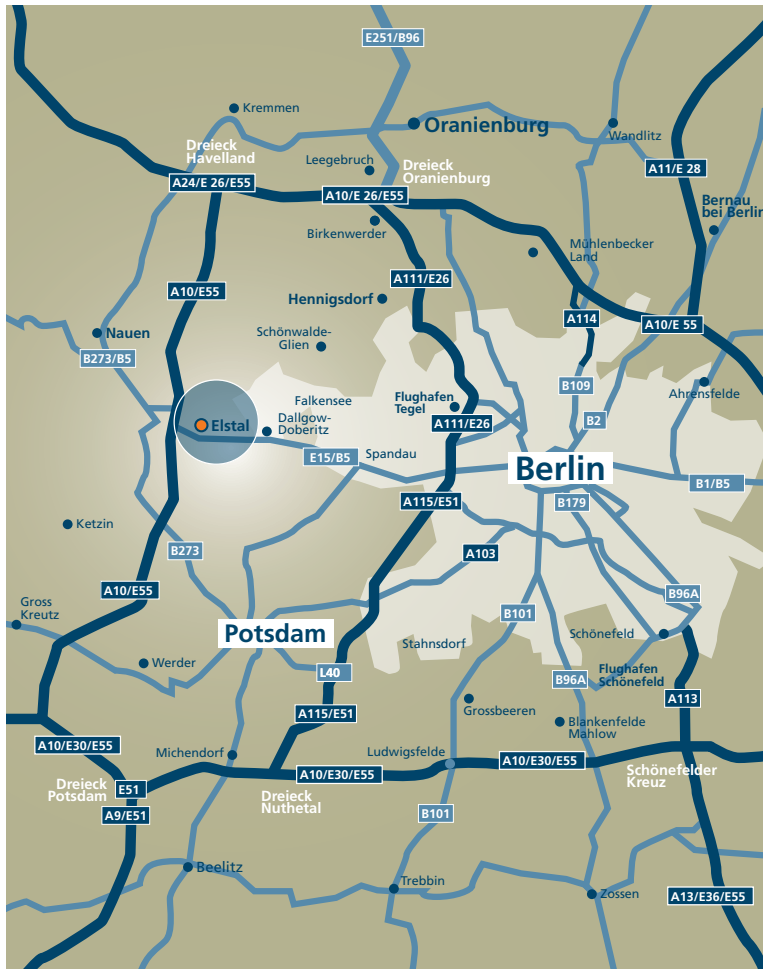 E251/B96
Kremmen
Oranienburg
Wandlitz
Dreieck
Havelland
Leegebruch
Dreieck
Oranienburg
A11/E 28
A24/E 26/E55
A10/E 26/E55
Bernau
bei Berlin
Birkenwerder
Mühlenbecker
Land
A111/E26
A10/E55
Hennigsdorf
A114
A10/E 55
Nauen
Schönwalde-
Glien
B273/B5
B109
Ahrensfelde
Falkensee
Flughafen
Tegel
Elstal
Dallgow-
Doberitz
A111/E26
B2
E15/B5
Spandau
Berlin
B1/B5
A115/E51
B179
Ketzin
B273
A103
A10/E55
B96A
Gross
Kreutz
B101
Potsdam
Stahnsdorf
Schönefeld
Werder
L40
B96A
Flughafen
Schönefeld
A113
Grossbeeren
A115/E51
Blankenfelde
Mahlow
A10/E30/E55
Michendorf
Ludwigsfelde
A10/E30/E55
A10/E30/E55
Schönefelder
Kreuz
Dreieck
Potsdam
E51
Dreieck
Nuthetal
A9/E51
B101
Beelitz
Trebbin
Zossen
A13/E36/E55